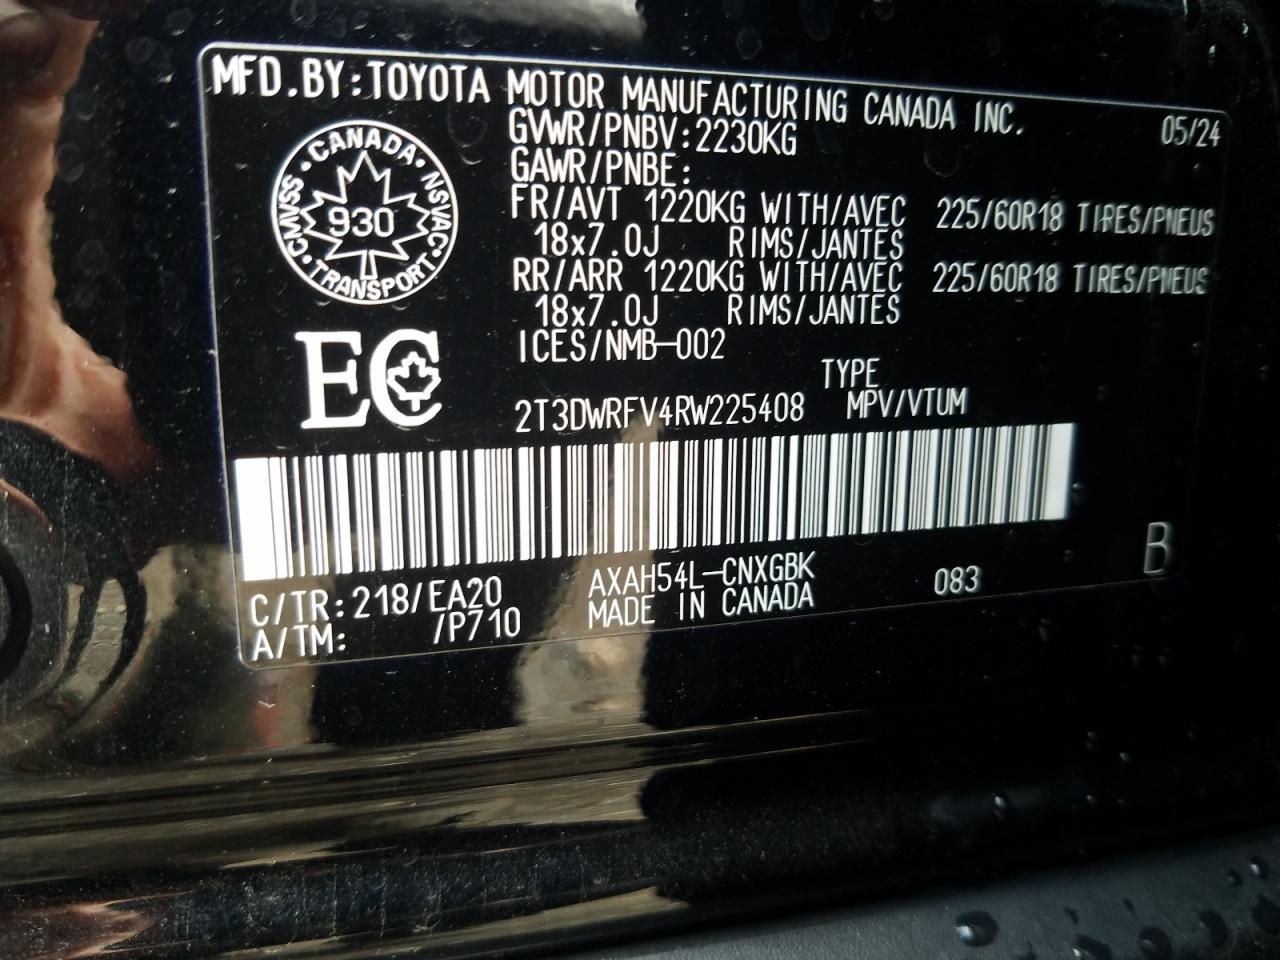 MFD.BY:TOYOTA MOTOR MANUFACTURING CANADA INC.
05/24
GVWR/PNBV:2230KG
GAWR/PNBE:
FR/AVT 1220KG WITH/AVEC 225/60R18 TIRES/PNEUS
18x7.0J RIMS/JANTES
RR/ARR 1220KG WITH/AVEC 225/60R18 TIRES/PNEUS
18x7.0J RIMS/JANTES
ICES/NMB-002
CANADA
CMVSS 930 NSVAC
TRANSPORT
EC
TYPE
2T3DWRFV4RW225408 MPV/VTUM
B
C/TR:218/EA20 AXAH54L-CNXGBK 083
A/TM: /P710 MADE IN CANADA